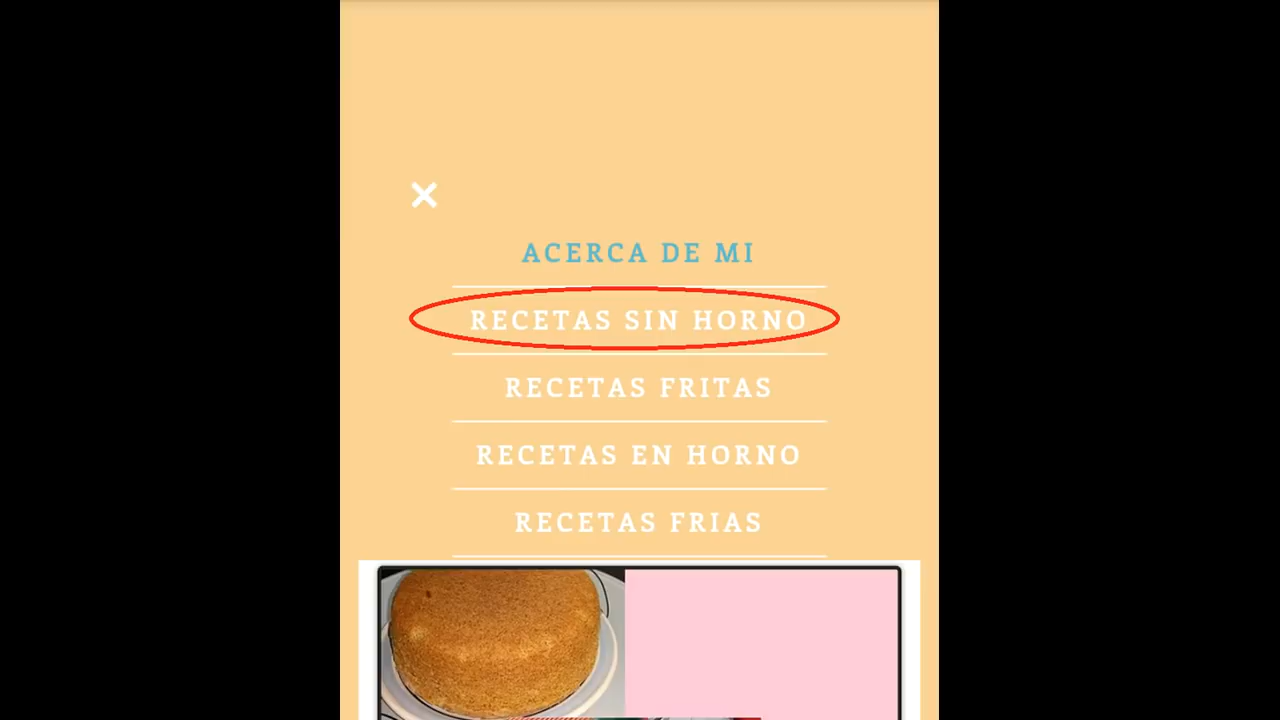 ACERCA DE MI
RECETAS SIN HORNO
RECETAS FRITAS
RECETAS EN HORNO
RECETAS FRIAS